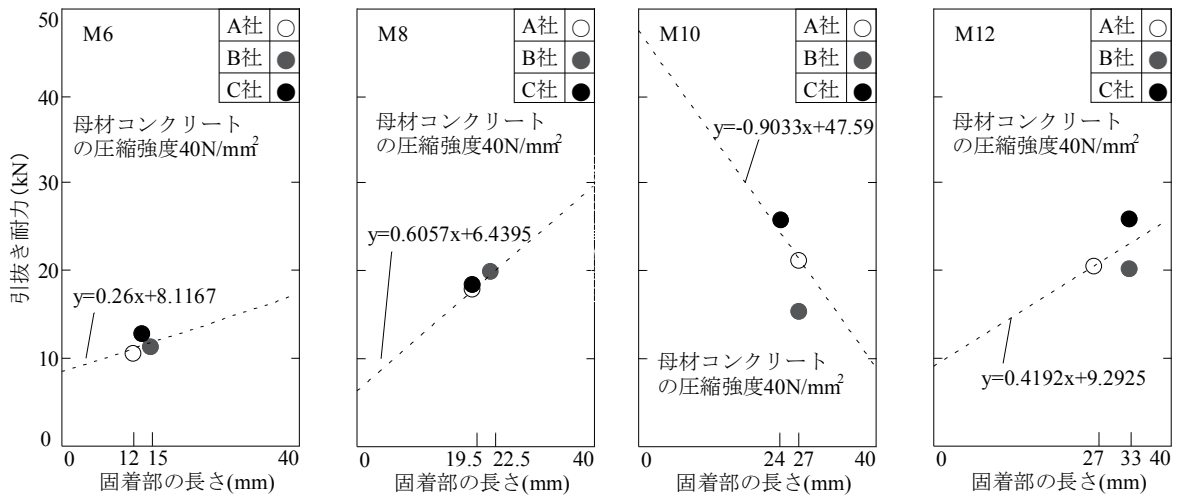 引抜き耐力(kN)
50
40
30
20
10
0
M6
A社
B社
C社
母材コンクリート
の圧縮強度40N/mm²
y=0.26x+8.1167
0 12 15 40
固着部の長さ(mm)
M8
A社
B社
C社
母材コンクリート
の圧縮強度40N/mm²
y=0.6057x+6.4395
0 19.5 22.5 40
固着部の長さ(mm)
M10
A社
B社
C社
y=-0.9033x+47.59
母材コンクリート
の圧縮強度40N/mm²
0 24 27 40
固着部の長さ(mm)
M12
A社
B社
C社
母材コンクリート
の圧縮強度40N/mm²
y=0.4192x+9.2925
0 27 33 40
固着部の長さ(mm)